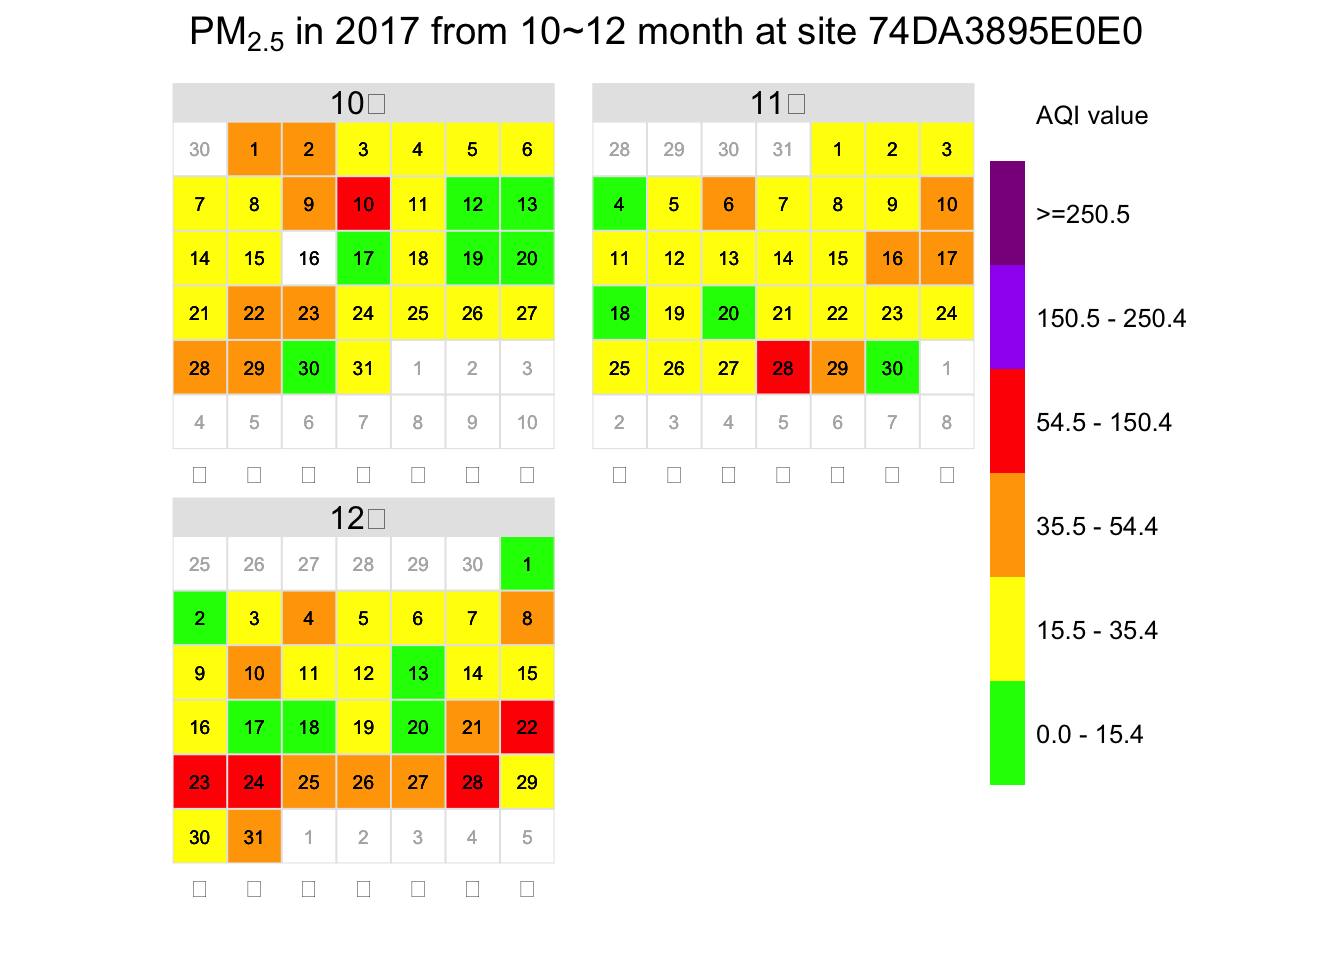 PM2.5 in 2017 from 10~12 month at site 74DA3895E0E0
10
30 1 2 3 4 5 6
7 8 9 10 11 12 13
14 15 16 17 18 19 20
21 22 23 24 25 26 27
28 29 30 31 1 2 3
4 5 6 7 8 9 10
11
28 29 30 31 1 2 3
4 5 6 7 8 9 10
11 12 13 14 15 16 17
18 19 20 21 22 23 24
25 26 27 28 29 30 1
2 3 4 5 6 7 8
12
25 26 27 28 29 30 1
2 3 4 5 6 7 8
9 10 11 12 13 14 15
16 17 18 19 20 21 22
23 24 25 26 27 28 29
30 31 1 2 3 4 5
AQI value
>=250.5
150.5 - 250.4
54.5 - 150.4
35.5 - 54.4
15.5 - 35.4
0.0 - 15.4